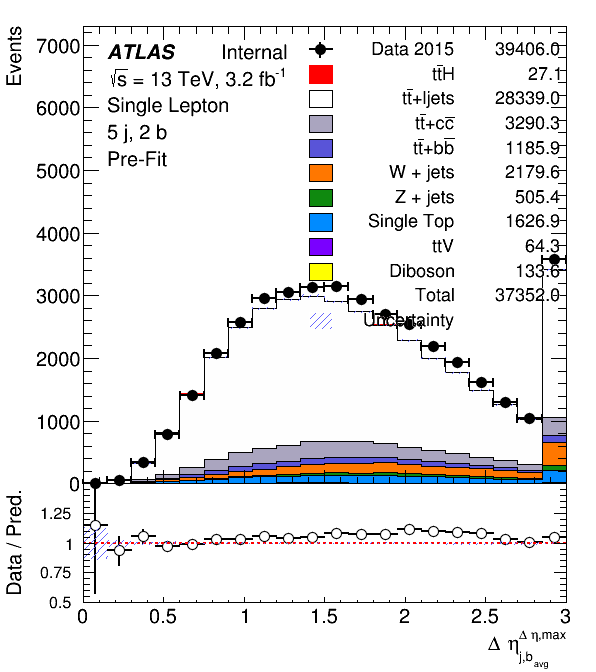 Events
7000
6000
5000
4000
3000
2000
1000
0
ATLAS Internal
√s = 13 TeV, 3.2 fb⁻¹
Single Lepton
5 j, 2 b
Pre-Fit
Data 2015 39406.0
tt̄H 27.1
tt̄+ljets 28339.0
tt̄+cc̄ 3290.3
tt̄+bb̄ 1185.9
W + jets 2179.6
Z + jets 505.4
Single Top 1626.9
ttV 64.3
Diboson 133.6
Total 37352.0
Uncertainty
Data / Pred.
1.25
1
0.75
0.5
0 0.5 1 1.5 2 2.5 3
Δ η_{j,b_{avg}}^{Δ η,max}